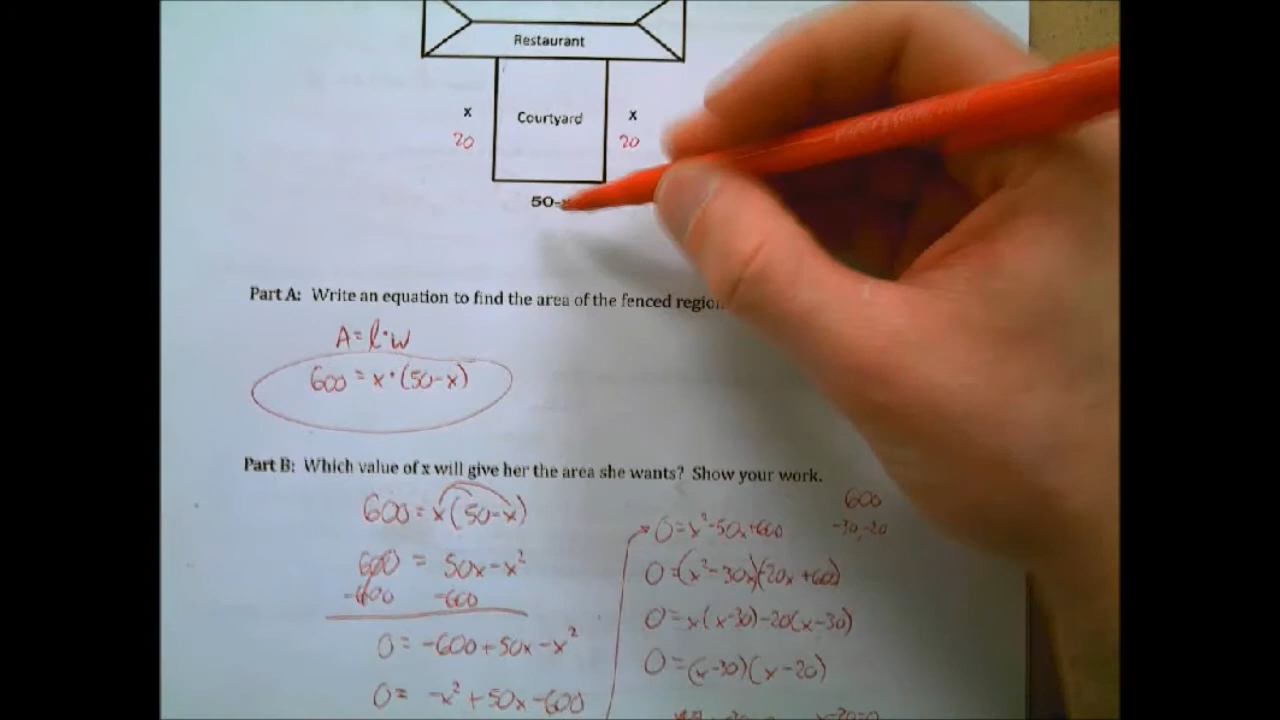 Restaurant
x Courtyard x
20 20
50-x
Part A: Write an equation to find the area of the fenced region
A = l·w
600 = x·(50-x)
Part B: Which value of x will give her the area she wants? Show your work.
600 = x(50-x)
600 = 50x-x²
-600 -600
0 = -600+50x-x²
0 = -x²+50x-600
600
-30,-20
0 = x²-50x+600
0 = (x²-30x)(-20x+600)
0 = x(x-30)-20(x-30)
0 = (x-30)(x-20)
x-20=0